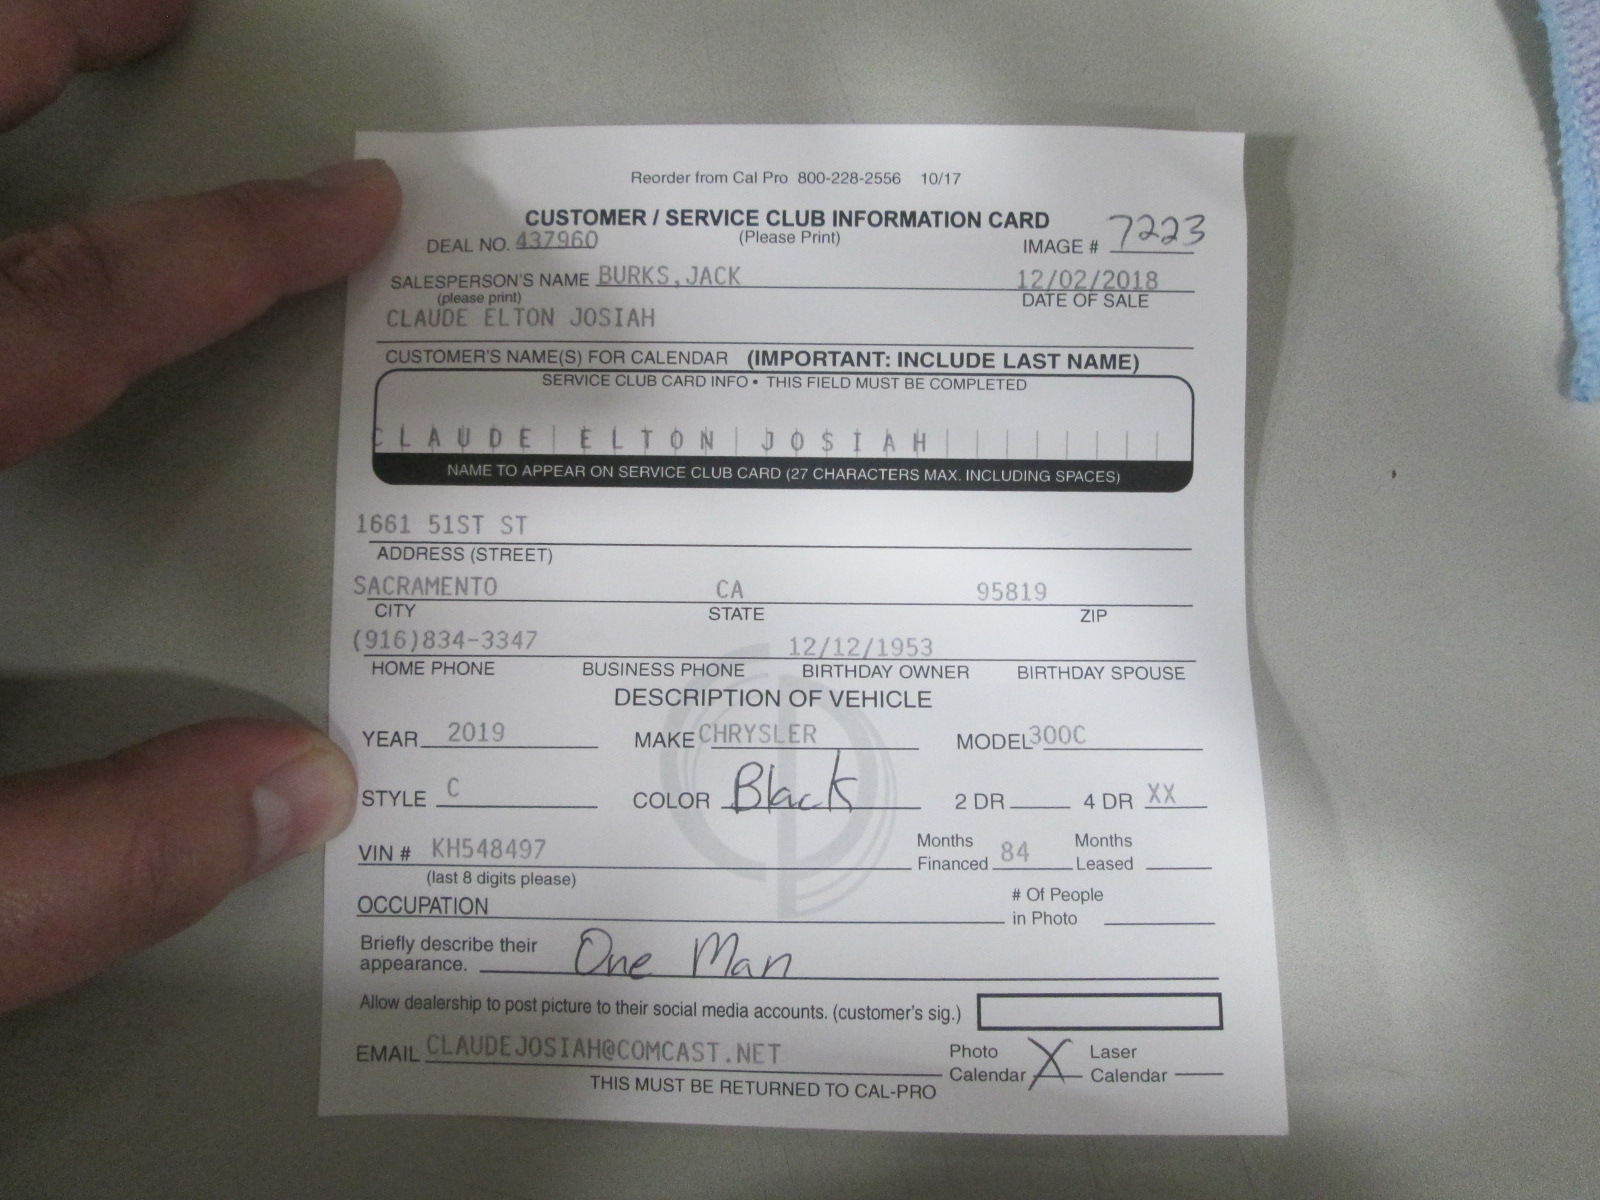 Reorder from Cal Pro 800-228-2556 10/17
CUSTOMER / SERVICE CLUB INFORMATION CARD
(Please Print)
DEAL NO. 437960 IMAGE # 7223
SALESPERSON'S NAME BURKS,JACK 12/02/2018
(please print) DATE OF SALE
CLAUDE ELTON JOSIAH
CUSTOMER'S NAME(S) FOR CALENDAR (IMPORTANT: INCLUDE LAST NAME)
SERVICE CLUB CARD INFO • THIS FIELD MUST BE COMPLETED
CLAUDE ELTON JOSIAH
NAME TO APPEAR ON SERVICE CLUB CARD (27 CHARACTERS MAX. INCLUDING SPACES)
1661 51ST ST
ADDRESS (STREET)
SACRAMENTO CA 95819
CITY STATE ZIP
(916)834-3347 12/12/1953
HOME PHONE BUSINESS PHONE BIRTHDAY OWNER BIRTHDAY SPOUSE
DESCRIPTION OF VEHICLE
YEAR 2019 MAKE CHRYSLER MODEL 300C
STYLE C COLOR Black 2 DR 4 DR XX
VIN # KH548497 Months Financed 84 Months Leased
(last 8 digits please)
OCCUPATION # Of People in Photo
Briefly describe their appearance. One Man
Allow dealership to post picture to their social media accounts. (customer's sig.)
EMAIL CLAUDEJOSIAH@COMCAST.NET Photo Calendar X Laser Calendar
THIS MUST BE RETURNED TO CAL-PRO